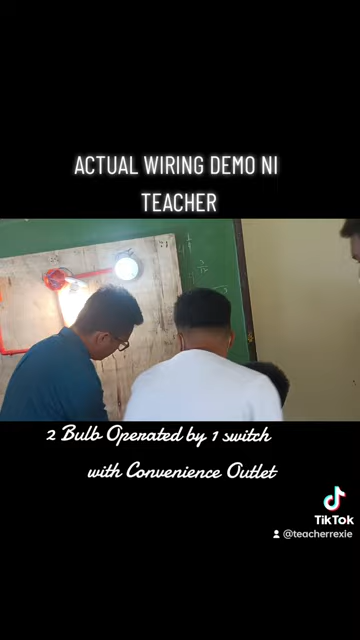 ACTUAL WIRING DEMO NI
TEACHER
2 Bulb Operated by 1 switch
with Convenience Outlet
TikTok
@teacherrexie